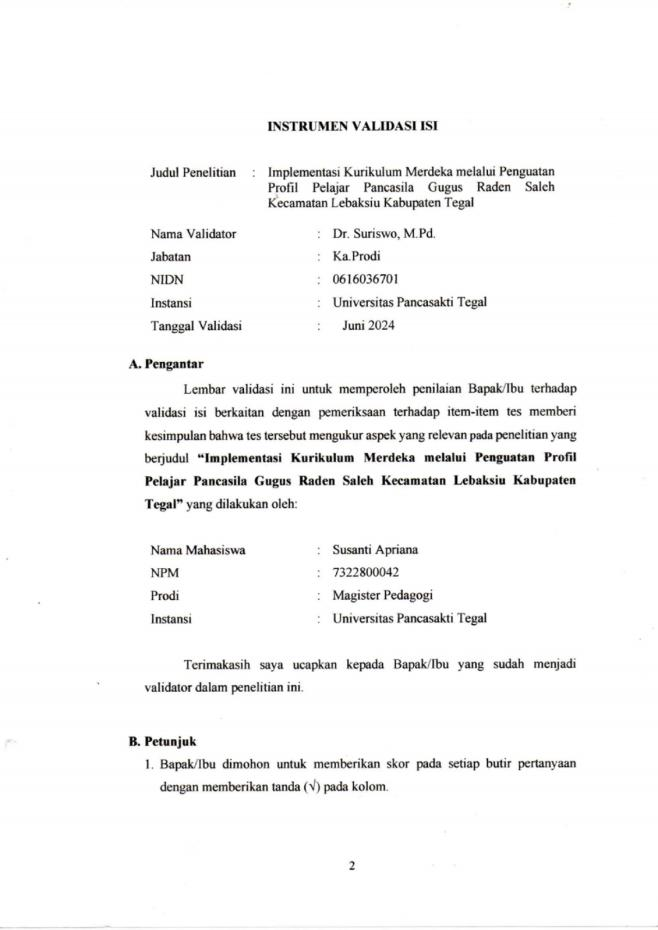 INSTRUMEN VALIDASI ISI
Judul Penelitian : Implementasi Kurikulum Merdeka melalui Penguatan
Profil Pelajar Pancasila Gugus Raden Saleh
Kecamatan Lebaksiu Kabupaten Tegal
Nama Validator : Dr. Suriswo, M.Pd.
Jabatan : Ka.Prodi
NIDN : 0616036701
Instansi : Universitas Pancasakti Tegal
Tanggal Validasi : Juni 2024
A. Pengantar
Lembar validasi ini untuk memperoleh penilaian Bapak/Ibu terhadap
validasi isi berkaitan dengan pemeriksaan terhadap item-item tes memberi
kesimpulan bahwa tes tersebut mengukur aspek yang relevan pada penelitian yang
berjudul “Implementasi Kurikulum Merdeka melalui Penguatan Profil
Pelajar Pancasila Gugus Raden Saleh Kecamatan Lebaksiu Kabupaten
Tegal” yang dilakukan oleh:
Nama Mahasiswa : Susanti Apriana
NPM : 7322800042
Prodi : Magister Pedagogi
Instansi : Universitas Pancasakti Tegal
Terimakasih saya ucapkan kepada Bapak/Ibu yang sudah menjadi
validator dalam penelitian ini.
B. Petunjuk
1. Bapak/Ibu dimohon untuk memberikan skor pada setiap butir pertanyaan
dengan memberikan tanda (√) pada kolom.
2